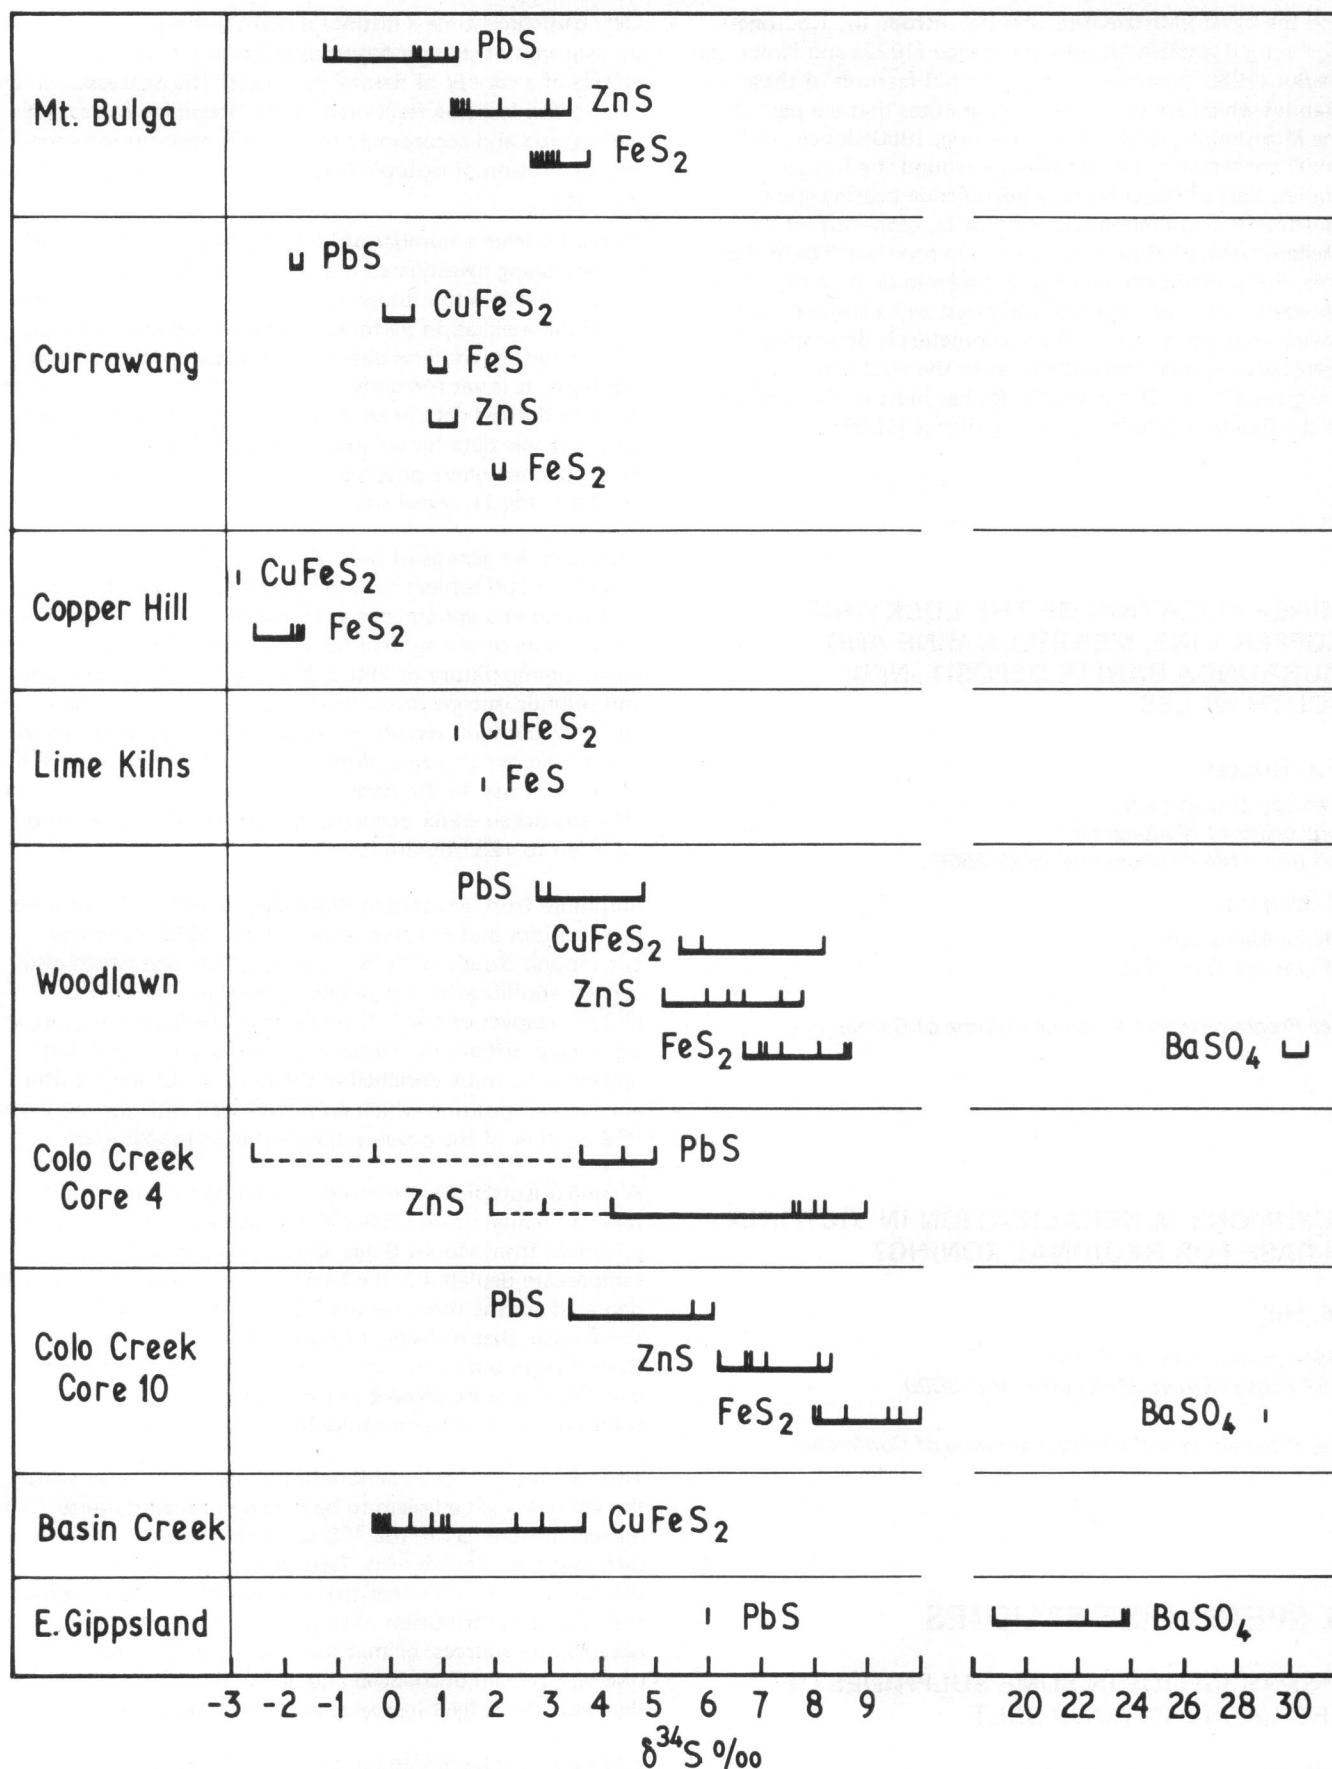 PbS
Mt. Bulga
ZnS
FeS2
PbS
CuFeS2
Currawang
FeS
ZnS
FeS2
CuFeS2
Copper Hill
FeS2
CuFeS2
Lime Kilns
FeS
PbS
CuFeS2
Woodlawn
ZnS
FeS2
BaSO4
Colo Creek
Core 4
PbS
ZnS
PbS
Colo Creek
Core 10
ZnS
FeS2
BaSO4
Basin Creek
CuFeS2
E. Gippsland
PbS
BaSO4
-3 -2 -1 0 1 2 3 4 5 6 7 8 9 20 22 24 26 28 30
δ34S ‰